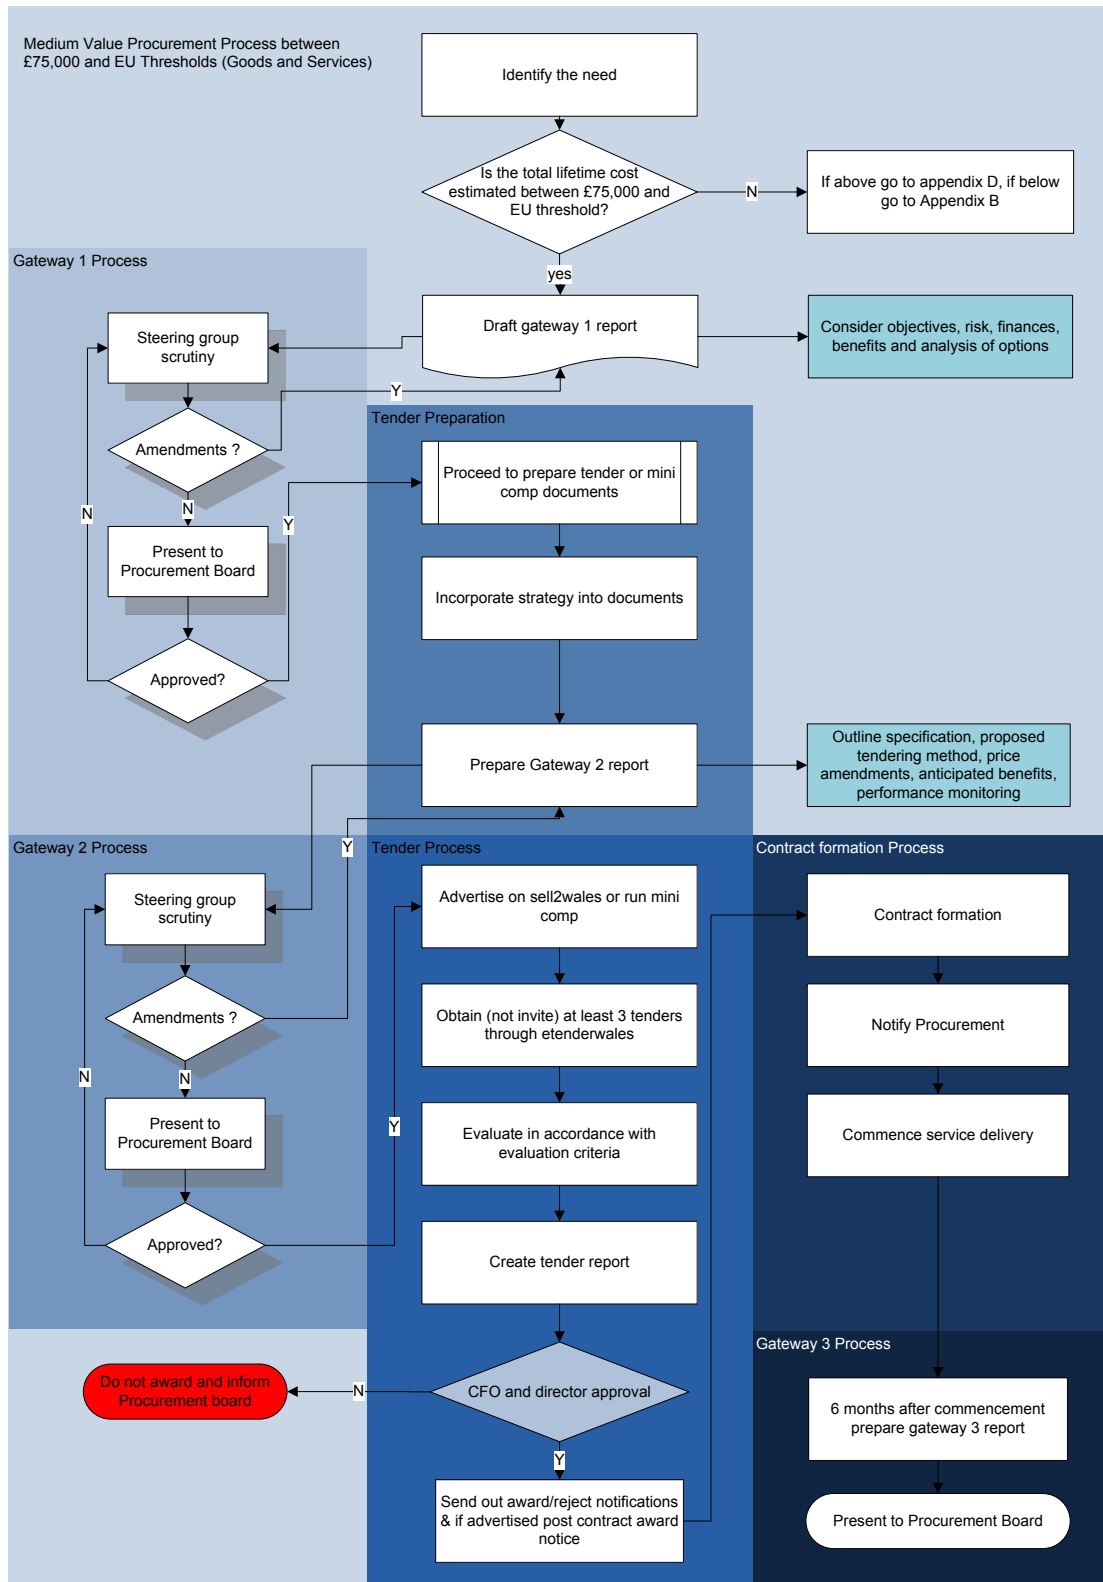 Medium Value Procurement Process between
£75,000 and EU Thresholds (Goods and Services)
Identify the need
Is the total lifetime cost
estimated between £75,000 and
EU threshold?
N
If above go to appendix D, if below
go to Appendix B
yes
Gateway 1 Process
Steering group
scrutiny
Draft gateway 1 report
Consider objectives, risk, finances,
benefits and analysis of options
Y
Amendments ?
N
N
Y
Present to
Procurement Board
Approved?
Tender Preparation
Proceed to prepare tender or mini
comp documents
Incorporate strategy into documents
Prepare Gateway 2 report
Outline specification, proposed
tendering method, price
amendments, anticipated benefits,
performance monitoring
Gateway 2 Process
Y
Steering group
scrutiny
Amendments ?
N
N
Present to
Procurement Board
Y
Approved?
Tender Process
Advertise on sell2wales or run mini
comp
Obtain (not invite) at least 3 tenders
through etenderwales
Evaluate in accordance with
evaluation criteria
Create tender report
CFO and director approval
N
Do not award and inform
Procurement board
Y
Send out award/reject notifications
& if advertised post contract award
notice
Contract formation Process
Contract formation
Notify Procurement
Commence service delivery
Gateway 3 Process
6 months after commencement
prepare gateway 3 report
Present to Procurement Board